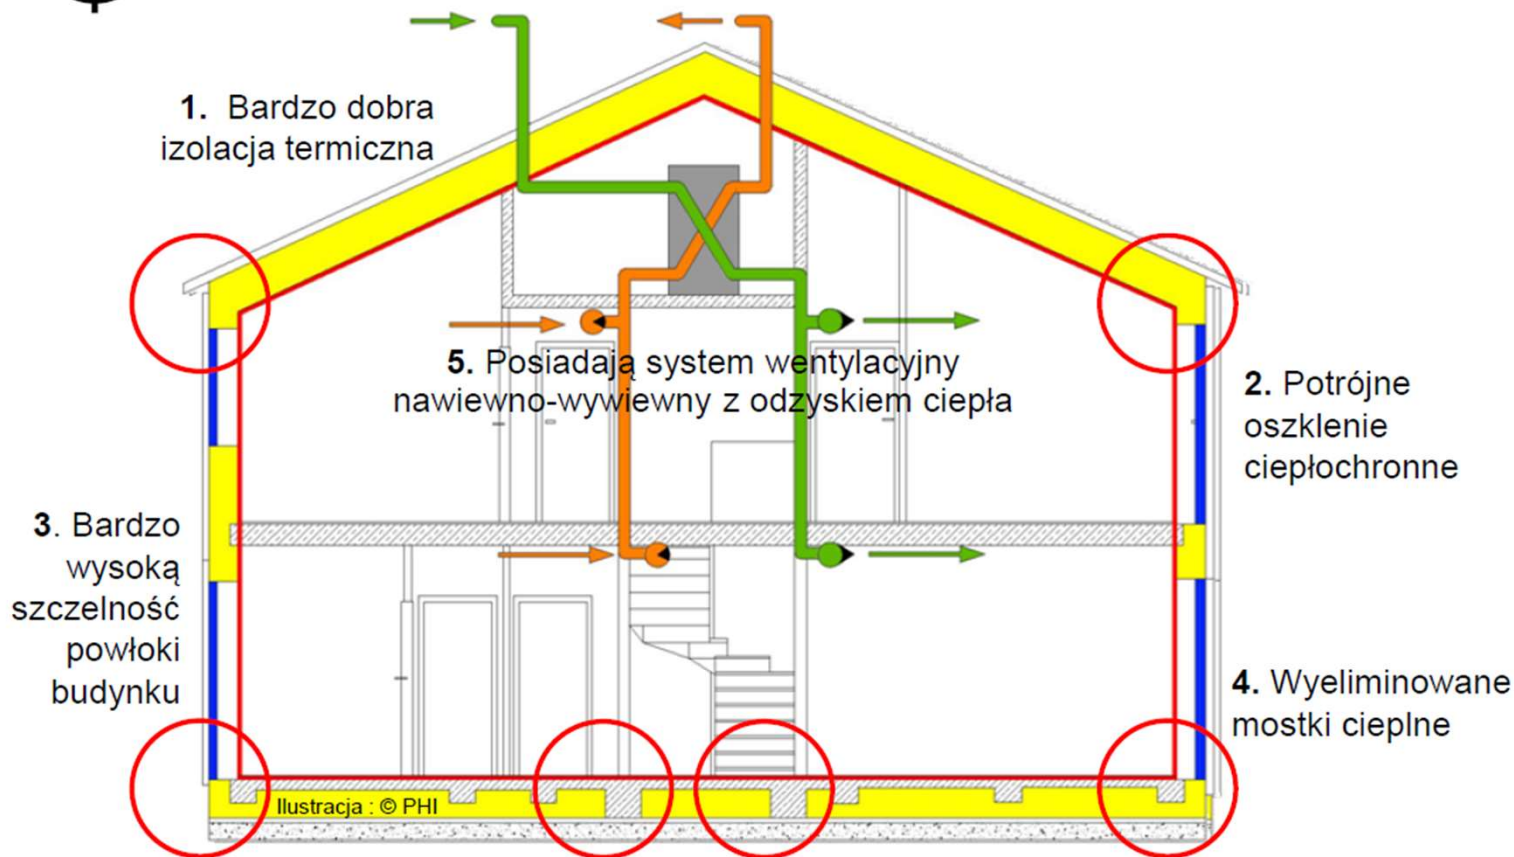 1. Bardzo dobra
izolacja termiczna
5. Posiadają system wentylacyjny
nawiewno-wywiewny z odzyskiem ciepła
2. Potrójne
oszklenie
ciepłochronne
3. Bardzo
wysoką
szczelność
powłoki
budynku
4. Wyeliminowane
mostki cieplne
Ilustracja : © PHI